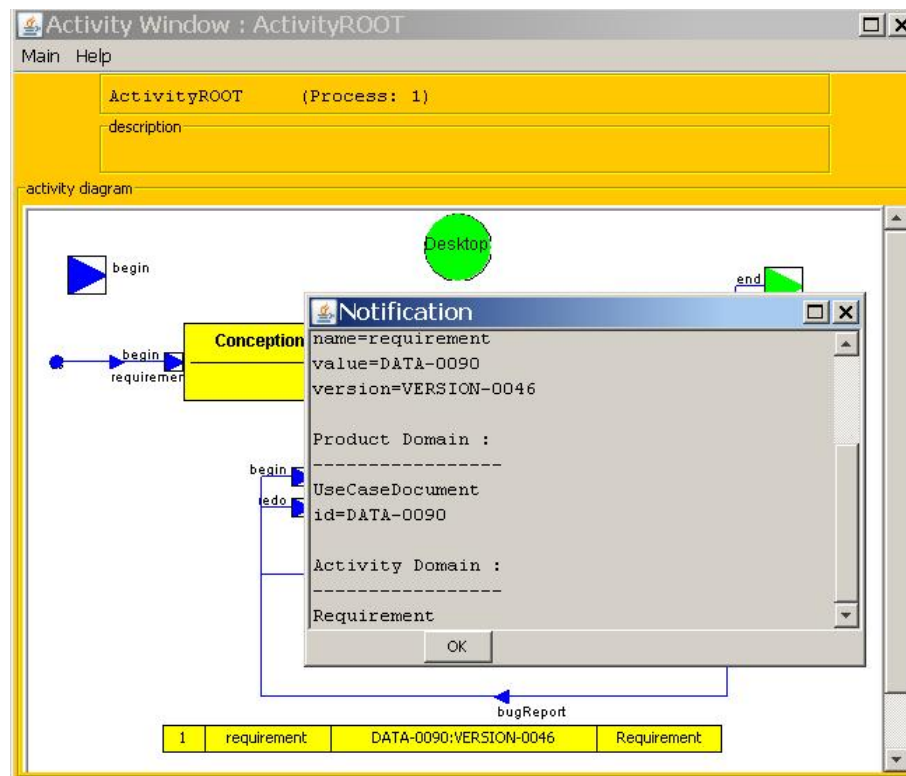 Activity Window : ActivityROOT
Main Help
ActivityROOT (Process: 1)
description
activity diagram
Desktop
begin
end
Notification
Conception
name=requirement
value=DATA-0090
version=VERSION-0046
begin
requiremen
Product Domain :
-----------------
begin
UseCaseDocument
redo
id=DATA-0090
Activity Domain :
-----------------
Requirement
OK
bugReport
1 requirement DATA-0090:VERSION-0046 Requirement